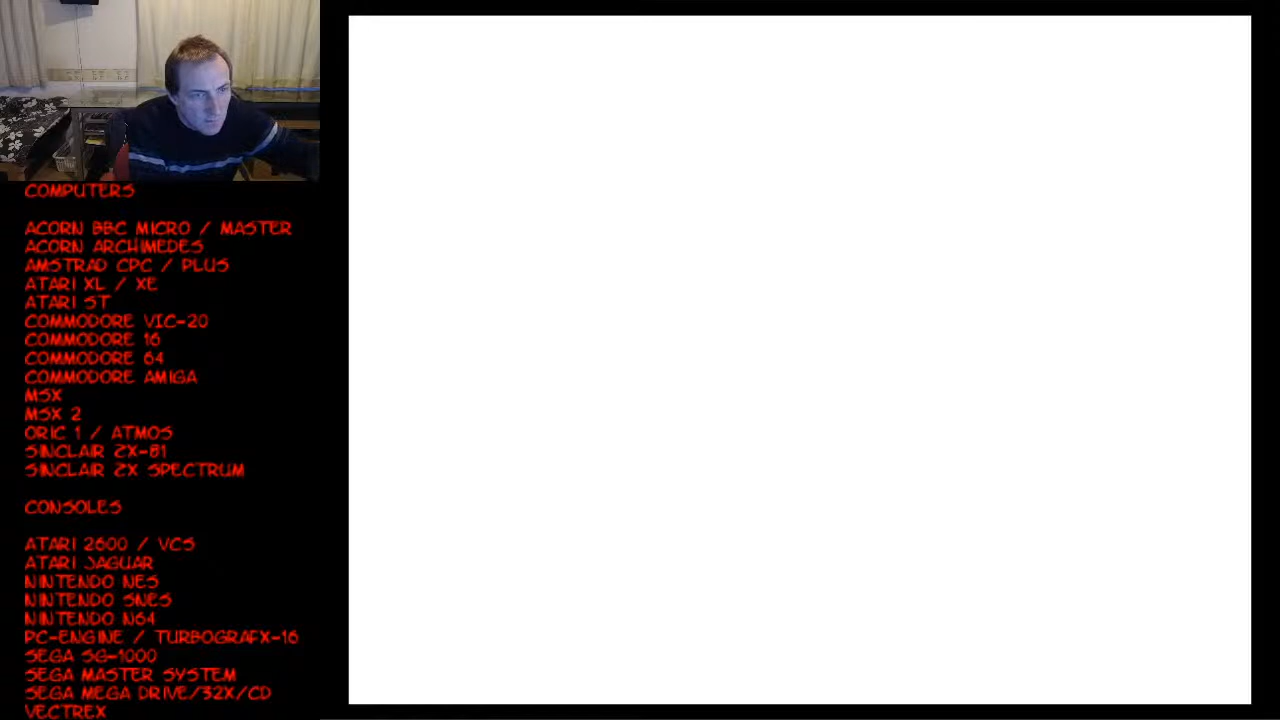 COMPUTERS
ACORN BBC MICRO / MASTER
ACORN ARCHIMEDES
AMSTRAD CPC / PLUS
ATARI XL / XE
ATARI ST
COMMODORE VIC-20
COMMODORE 16
COMMODORE 64
COMMODORE AMIGA
MSX
MSX 2
ORIC 1 / ATMOS
SINCLAIR ZX-81
SINCLAIR ZX SPECTRUM
CONSOLES
ATARI 2600 / VCS
ATARI JAGUAR
NINTENDO NES
NINTENDO SNES
NINTENDO N64
PC-ENGINE / TURBOGRAFX-16
SEGA SG-1000
SEGA MASTER SYSTEM
SEGA MEGA DRIVE/32X/CD
VECTREX